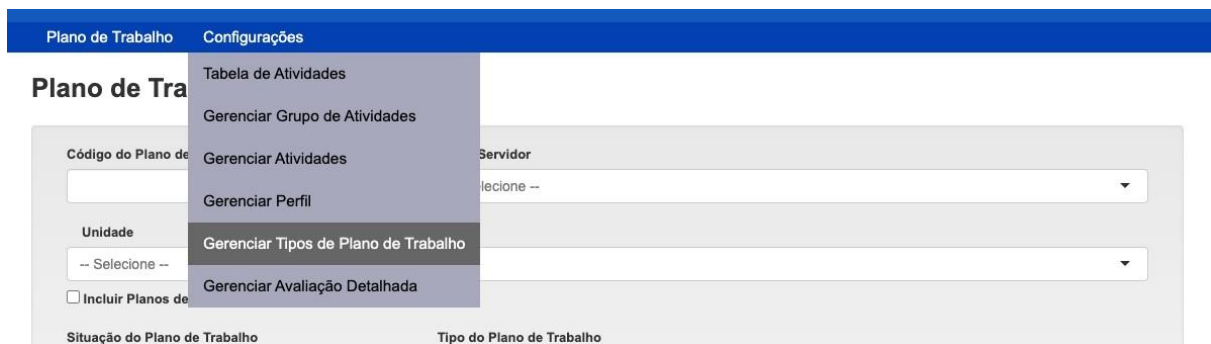 Plano de Trabalho Configurações
Tabela de Atividades
Plano de Tra
Gerenciar Grupo de Atividades
Código do Plano de
Gerenciar Atividades
Servidor
lecione --
Gerenciar Perfil
Unidade
Gerenciar Tipos de Plano de Trabalho
-- Selecione --
Gerenciar Avaliação Detalhada
Incluir Planos de
Situação do Plano de Trabalho Tipo do Plano de Trabalho